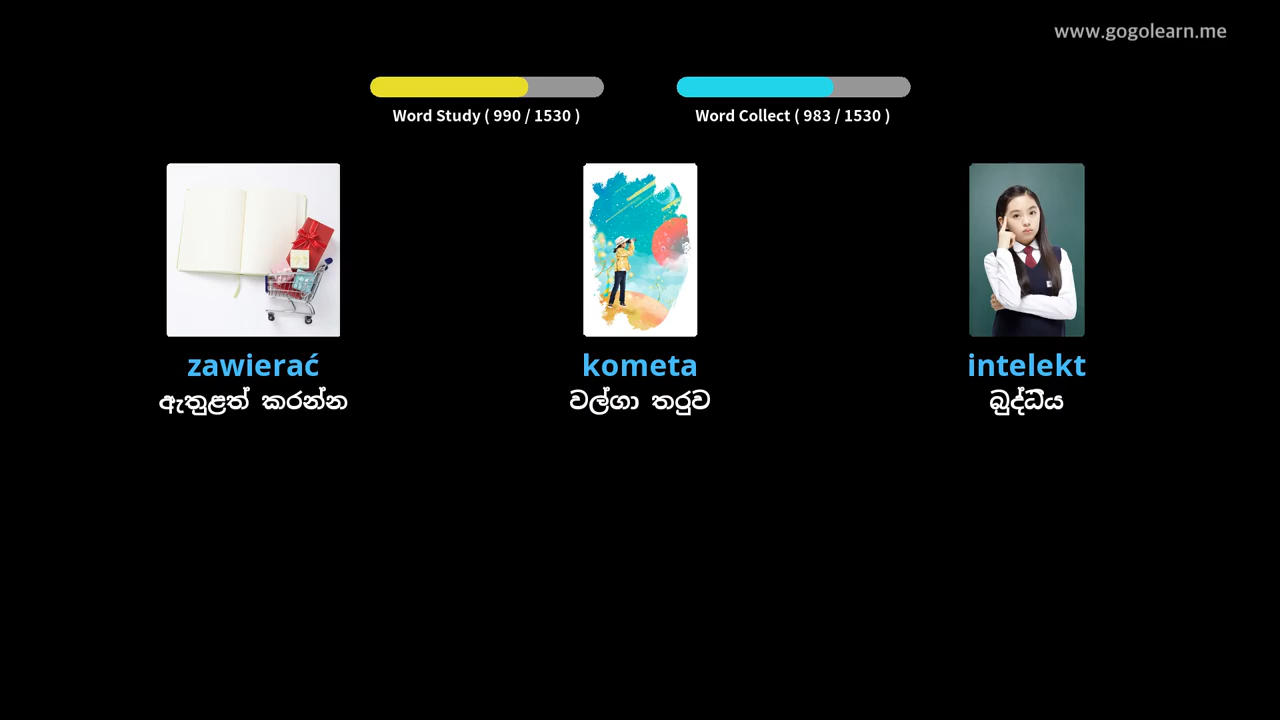 www.gogolearn.me
Word Study ( 990 / 1530 )
Word Collect ( 983 / 1530 )
zawierać
ඇතුළත් කරන්න
kometa
වල්ගා තරුව
intelekt
බුද්ධිය